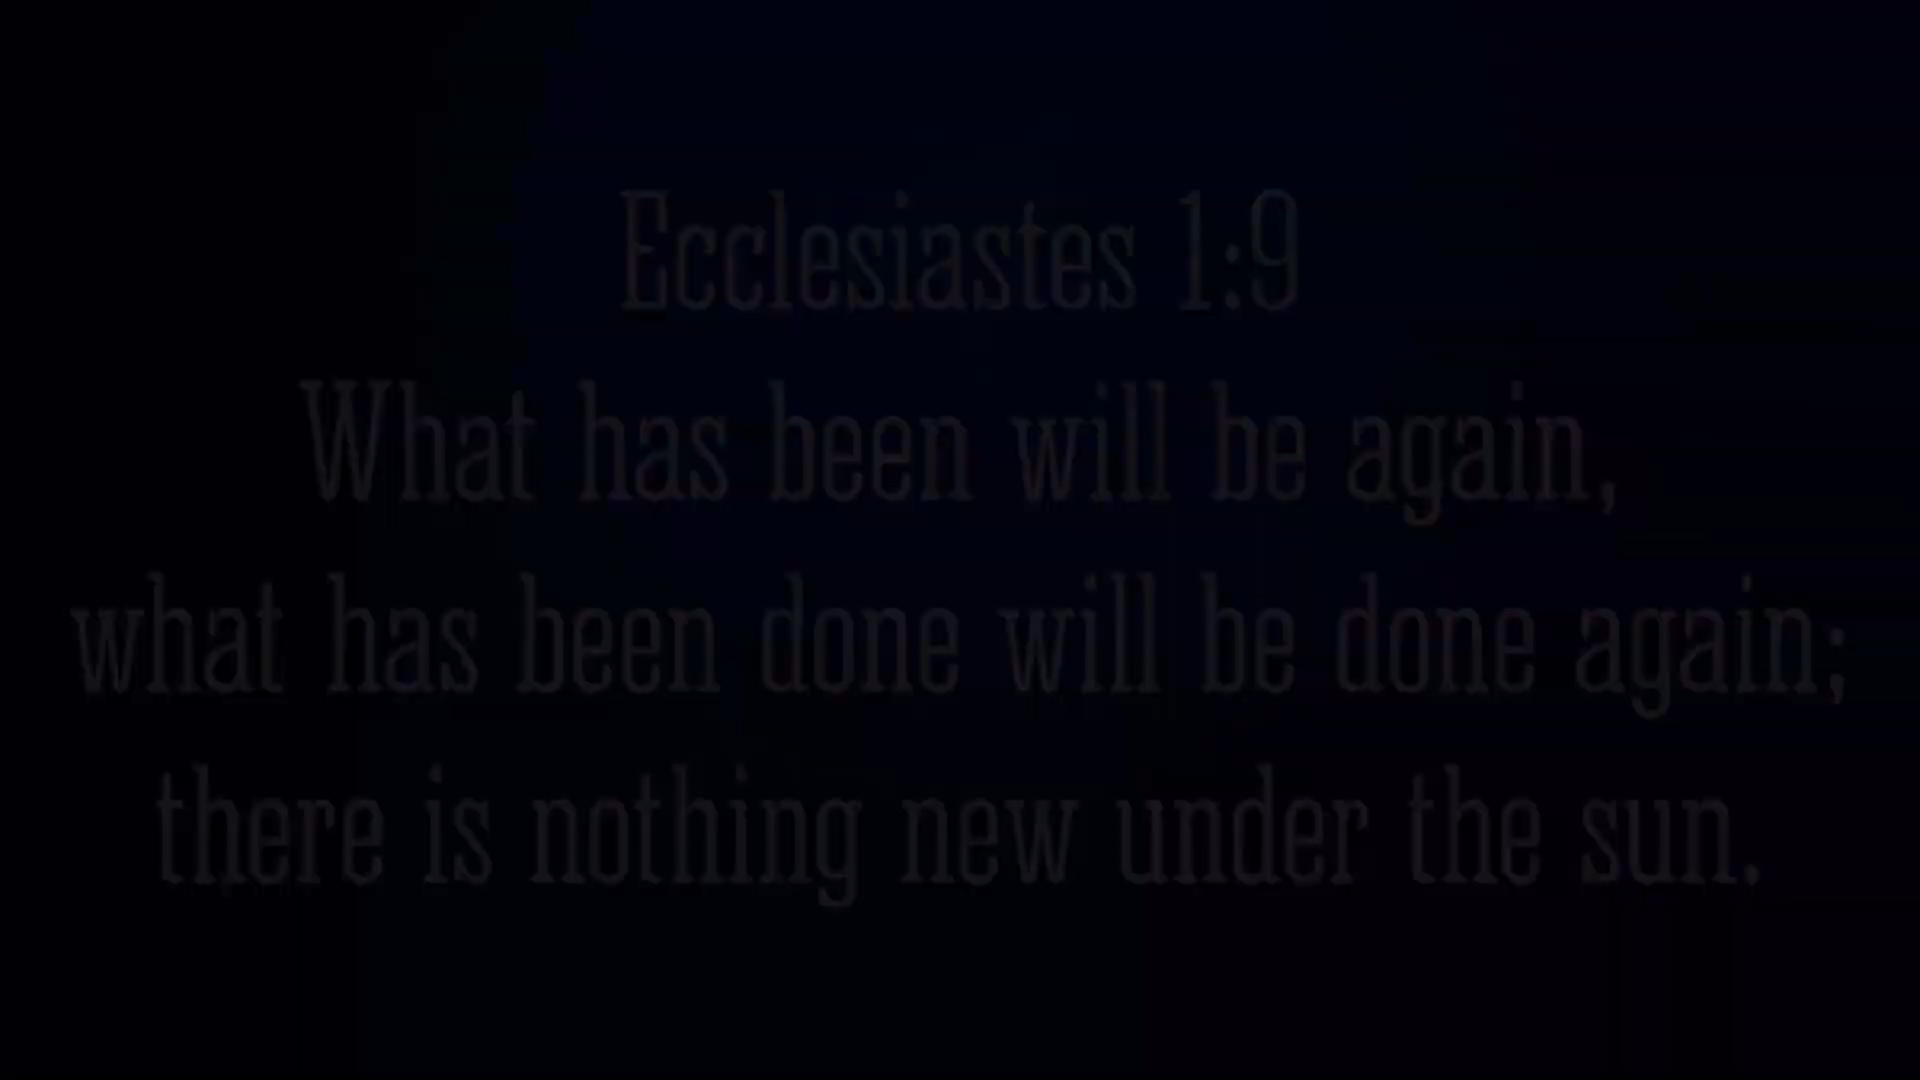 Ecclesiastes 1:9
What has been will be again,
what has been done will be done again;
there is nothing new under the sun.